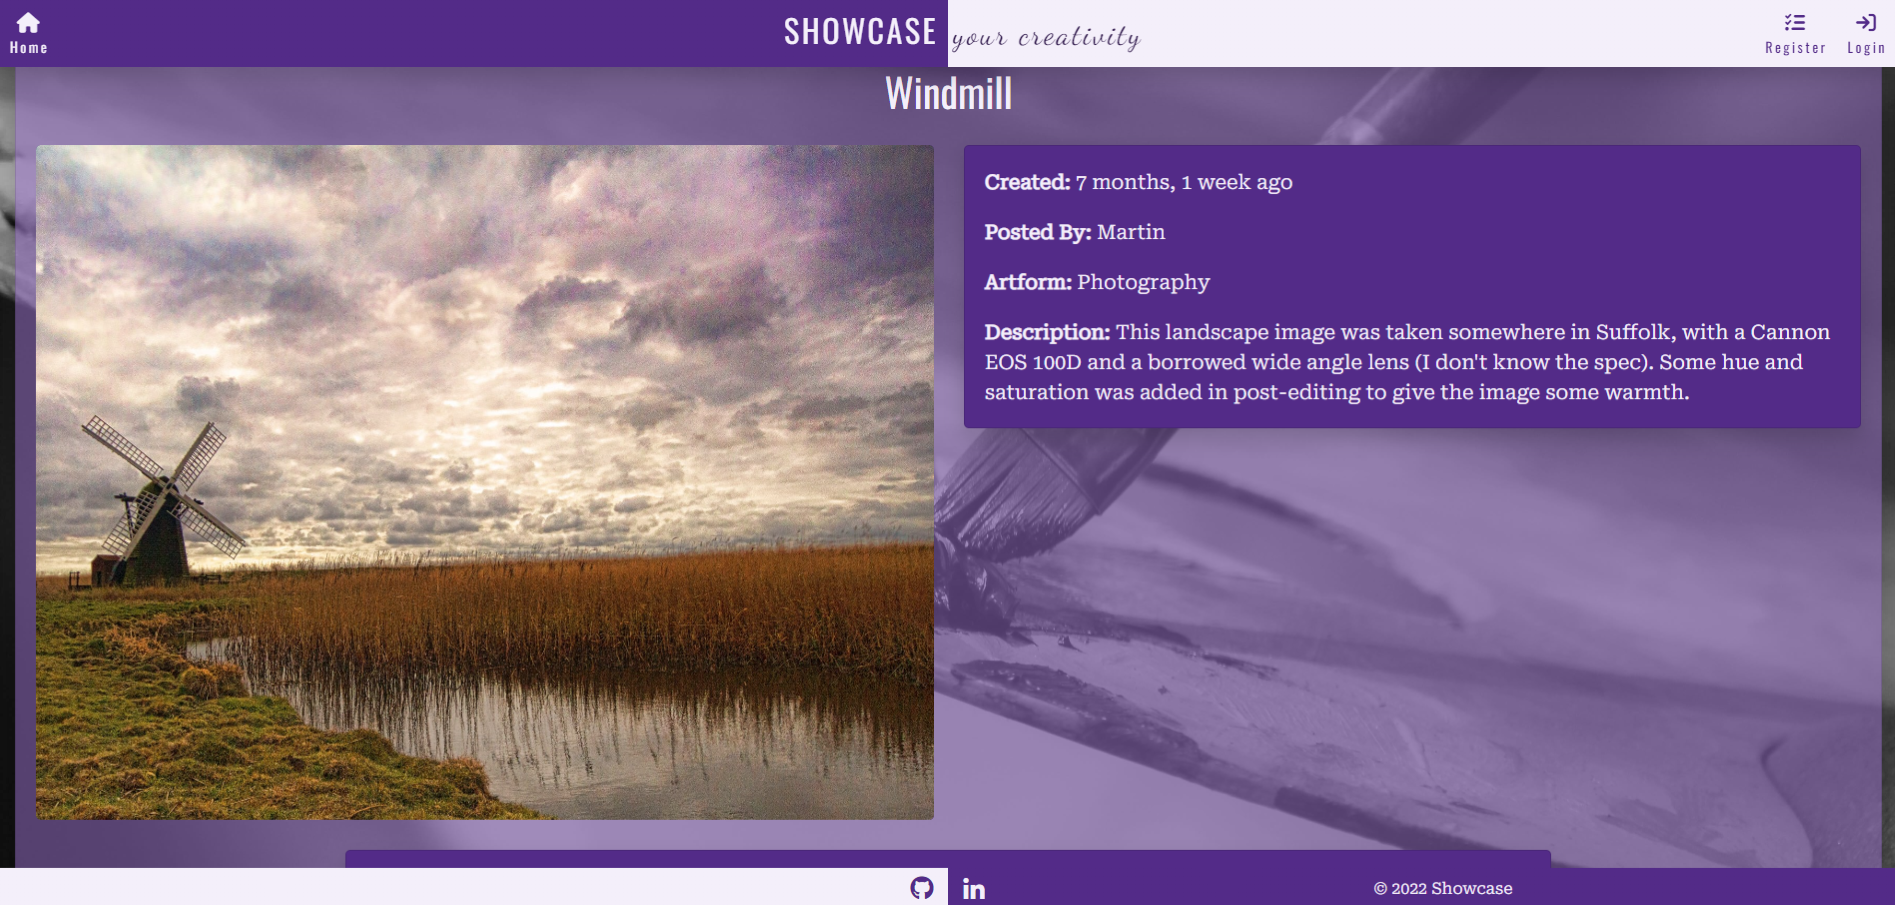 Home
SHOWCASE your creativity
Register
Login
Windmill
Created: 7 months, 1 week ago
Posted By: Martin
Artform: Photography
Description: This landscape image was taken somewhere in Suffolk, with a Cannon
EOS 100D and a borrowed wide angle lens (I don't know the spec). Some hue and
saturation was added in post-editing to give the image some warmth.
in
© 2022 Showcase